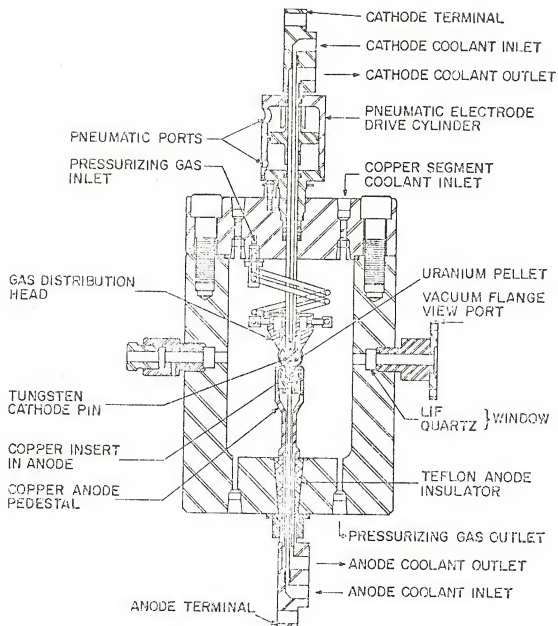 CATHODE TERMINAL
CATHODE COOLANT INLET
CATHODE COOLANT OUTLET
PNEUMATIC ELECTRODE
DRIVE CYLINDER
PNEUMATIC PORTS
PRESSURIZING GAS
INLET
COPPER SEGMENT
COOLANT INLET
GAS DISTRIBUTION
HEAD
URANIUM PELLET
VACUUM FLANGE
VIEW PORT
TUNGSTEN
CATHODE PIN
LIF
QUARTZ } WINDOW
COPPER INSERT
IN ANODE
COPPER ANODE
PEDESTAL
TEFLON ANODE
INSULATOR
PRESSURIZING GAS OUTLET
ANODE COOLANT OUTLET
ANODE COOLANT INLET
ANODE TERMINAL